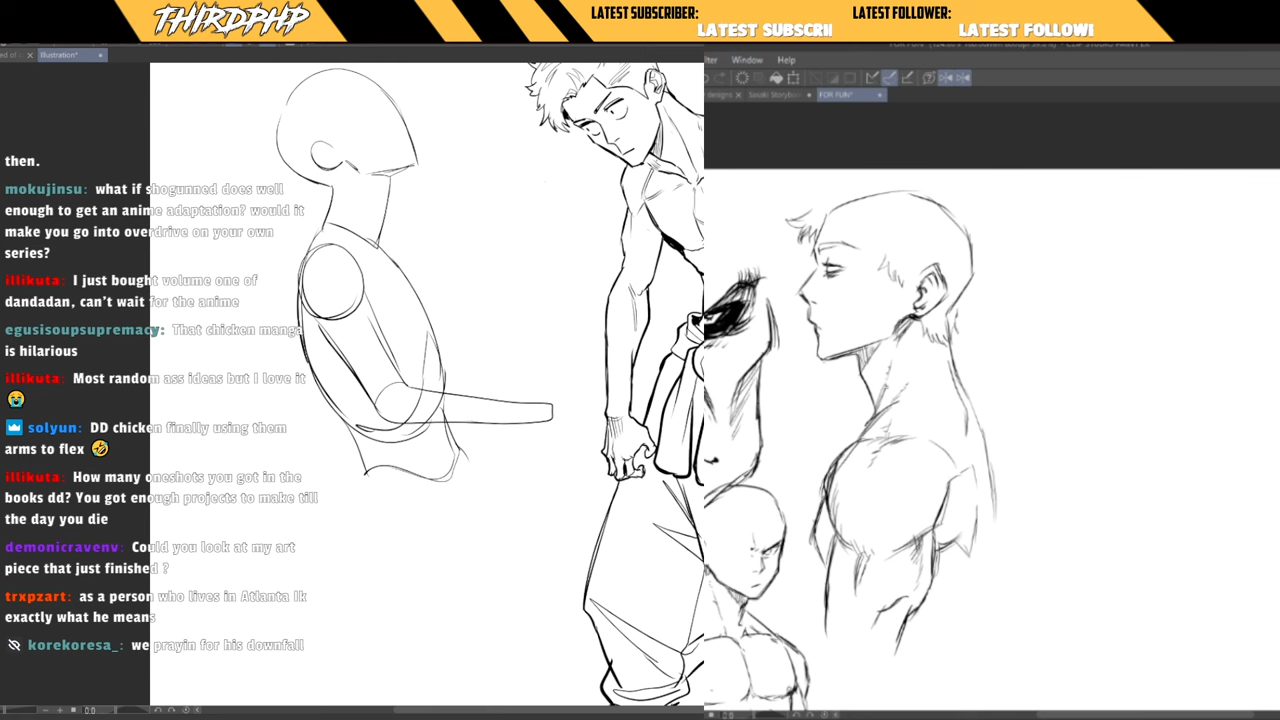 THIRDPHP
LATEST SUBSCRIBER:
LATEST SUBSCRII
LATEST FOLLOWER:
LATEST FOLLOWI
Illustration*
Window Help
Sasaki Storyb
FOR FUN*
then.
mokujinsu: what if shogunned does well
enough to get an anime adaptation? would it
make you go into overdrive on your own
series?
illikuta: I just bought volume one of
dandadan, can't wait for the anime
egusisoupsupremacy: That chicken manga
is hilarious
illikuta: Most random ass ideas but I love it
😭
solyun: DD chicken finally using them
arms to flex 🤣
illikuta: How many oneshots you got in the
books dd? You got enough projects to make till
the day you die
demonicravenv: Could you look at my art
piece that just finished ?
trxpzart: as a person who lives in Atlanta Ik
exactly what he means
korekoresa_: we prayin for his downfall